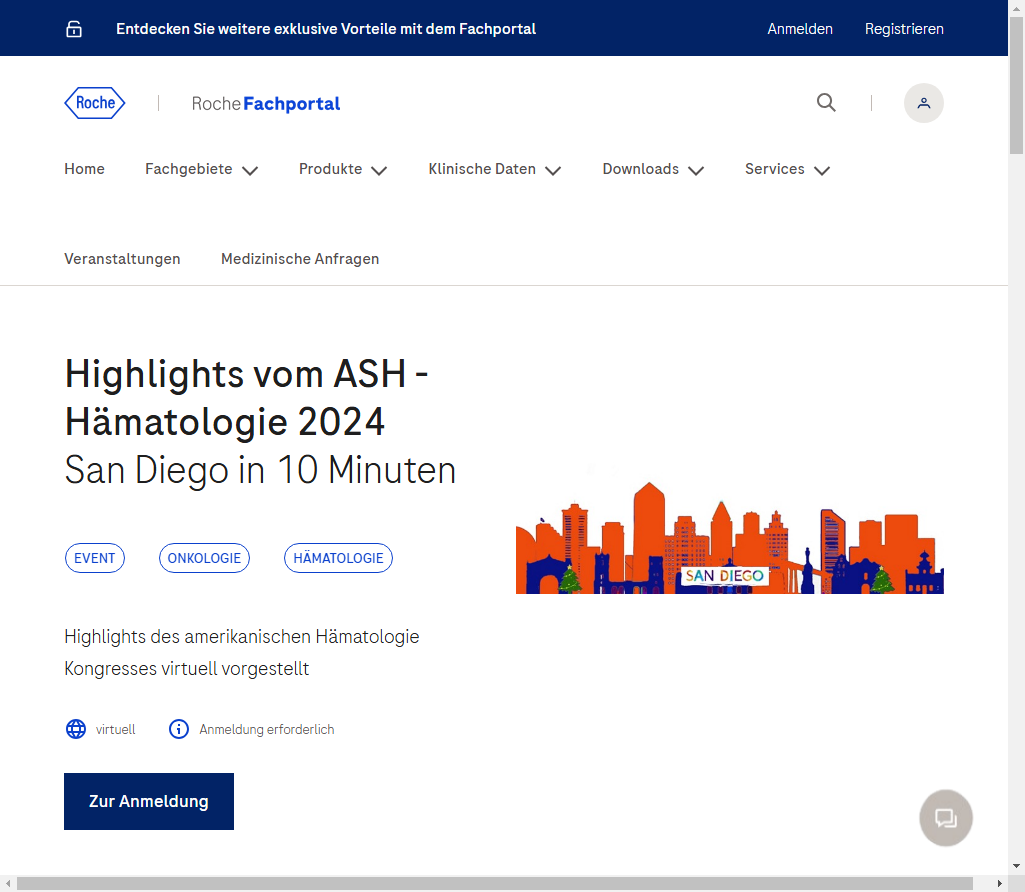 Entdecken Sie weitere exklusive Vorteile mit dem Fachportal
Anmelden
Registrieren
Roche
Roche Fachportal
Home
Fachgebiete
Produkte
Klinische Daten
Downloads
Services
Veranstaltungen
Medizinische Anfragen
Highlights vom ASH -
Hämatologie 2024
San Diego in 10 Minuten
EVENT
ONKOLOGIE
HÄMATOLOGIE
SAN DIEGO
Highlights des amerikanischen Hämatologie
Kongresses virtuell vorgestellt
virtuell
Anmeldung erforderlich
Zur Anmeldung